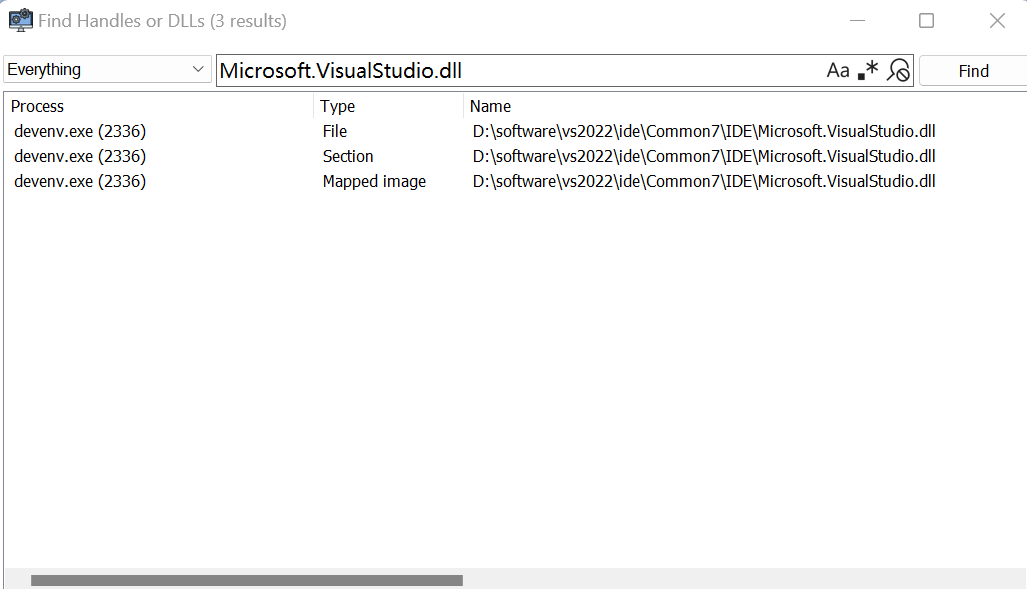 Find Handles or DLLs (3 results)
Everything Microsoft.VisualStudio.dll Aa .* Find
Process Type Name
devenv.exe (2336) File D:\software\vs2022\ide\Common7\IDE\Microsoft.VisualStudio.dll
devenv.exe (2336) Section D:\software\vs2022\ide\Common7\IDE\Microsoft.VisualStudio.dll
devenv.exe (2336) Mapped image D:\software\vs2022\ide\Common7\IDE\Microsoft.VisualStudio.dll